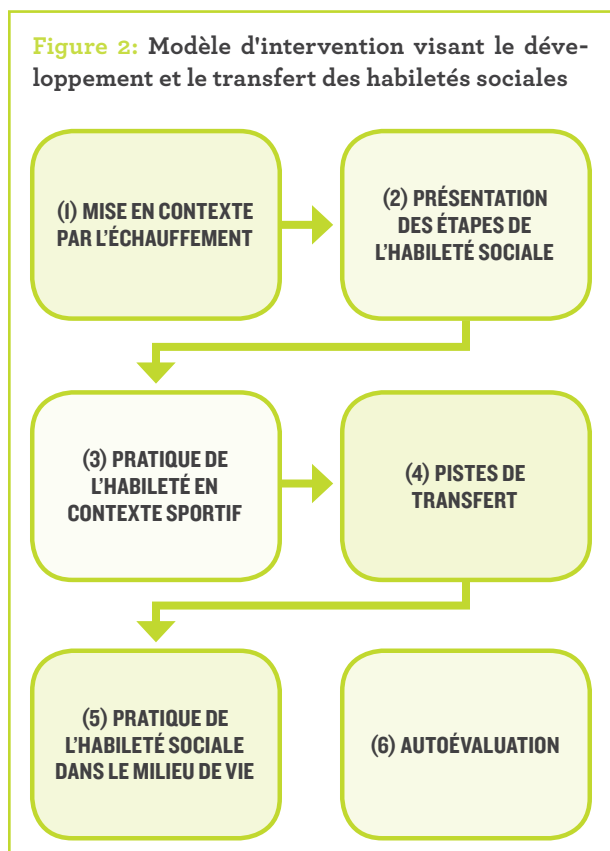 Figure 2: Modèle d'intervention visant le déve-
loppement et le transfert des habiletés sociales
(1) MISE EN CONTEXTE
PAR L'ÉCHAUFFEMENT
(2) PRÉSENTATION
DES ÉTAPES DE
L'HABILETÉ SOCIALE
(3) PRATIQUE DE
L'HABILETÉ EN
CONTEXTE SPORTIF
(4) PISTES DE
TRANSFERT
(5) PRATIQUE DE
L'HABILETÉ SOCIALE
DANS LE MILIEU DE VIE
(6) AUTOÉVALUATION